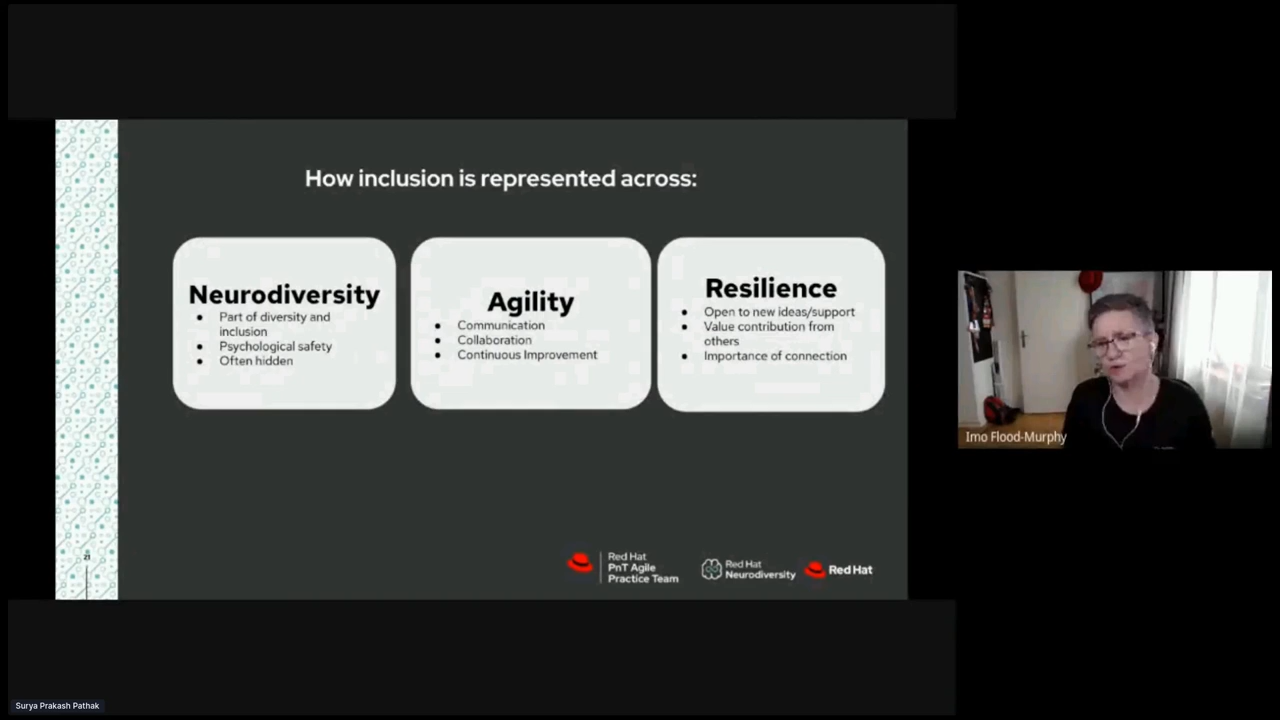 How inclusion is represented across:
Neurodiversity
● Part of diversity and
inclusion
● Psychological safety
● Often hidden
Agility
● Communication
● Collaboration
● Continuous Improvement
Resilience
● Open to new ideas/support
● Value contribution from
others
● Importance of connection
21
Red Hat
PnT Agile
Practice Team
Red Hat
Neurodiversity
Red Hat
Imo Flood-Murphy
Surya Prakash Pathak